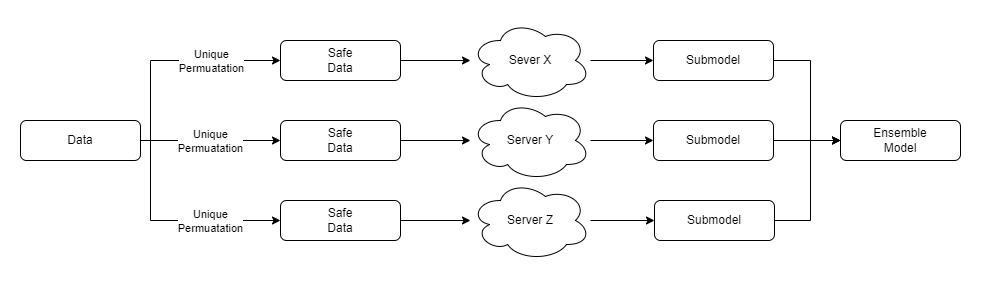 Unique
Permuatation
Safe
Data
Sever X
Submodel
Data
Unique
Permuatation
Safe
Data
Server Y
Submodel
Ensemble
Model
Unique
Permuatation
Safe
Data
Server Z
Submodel